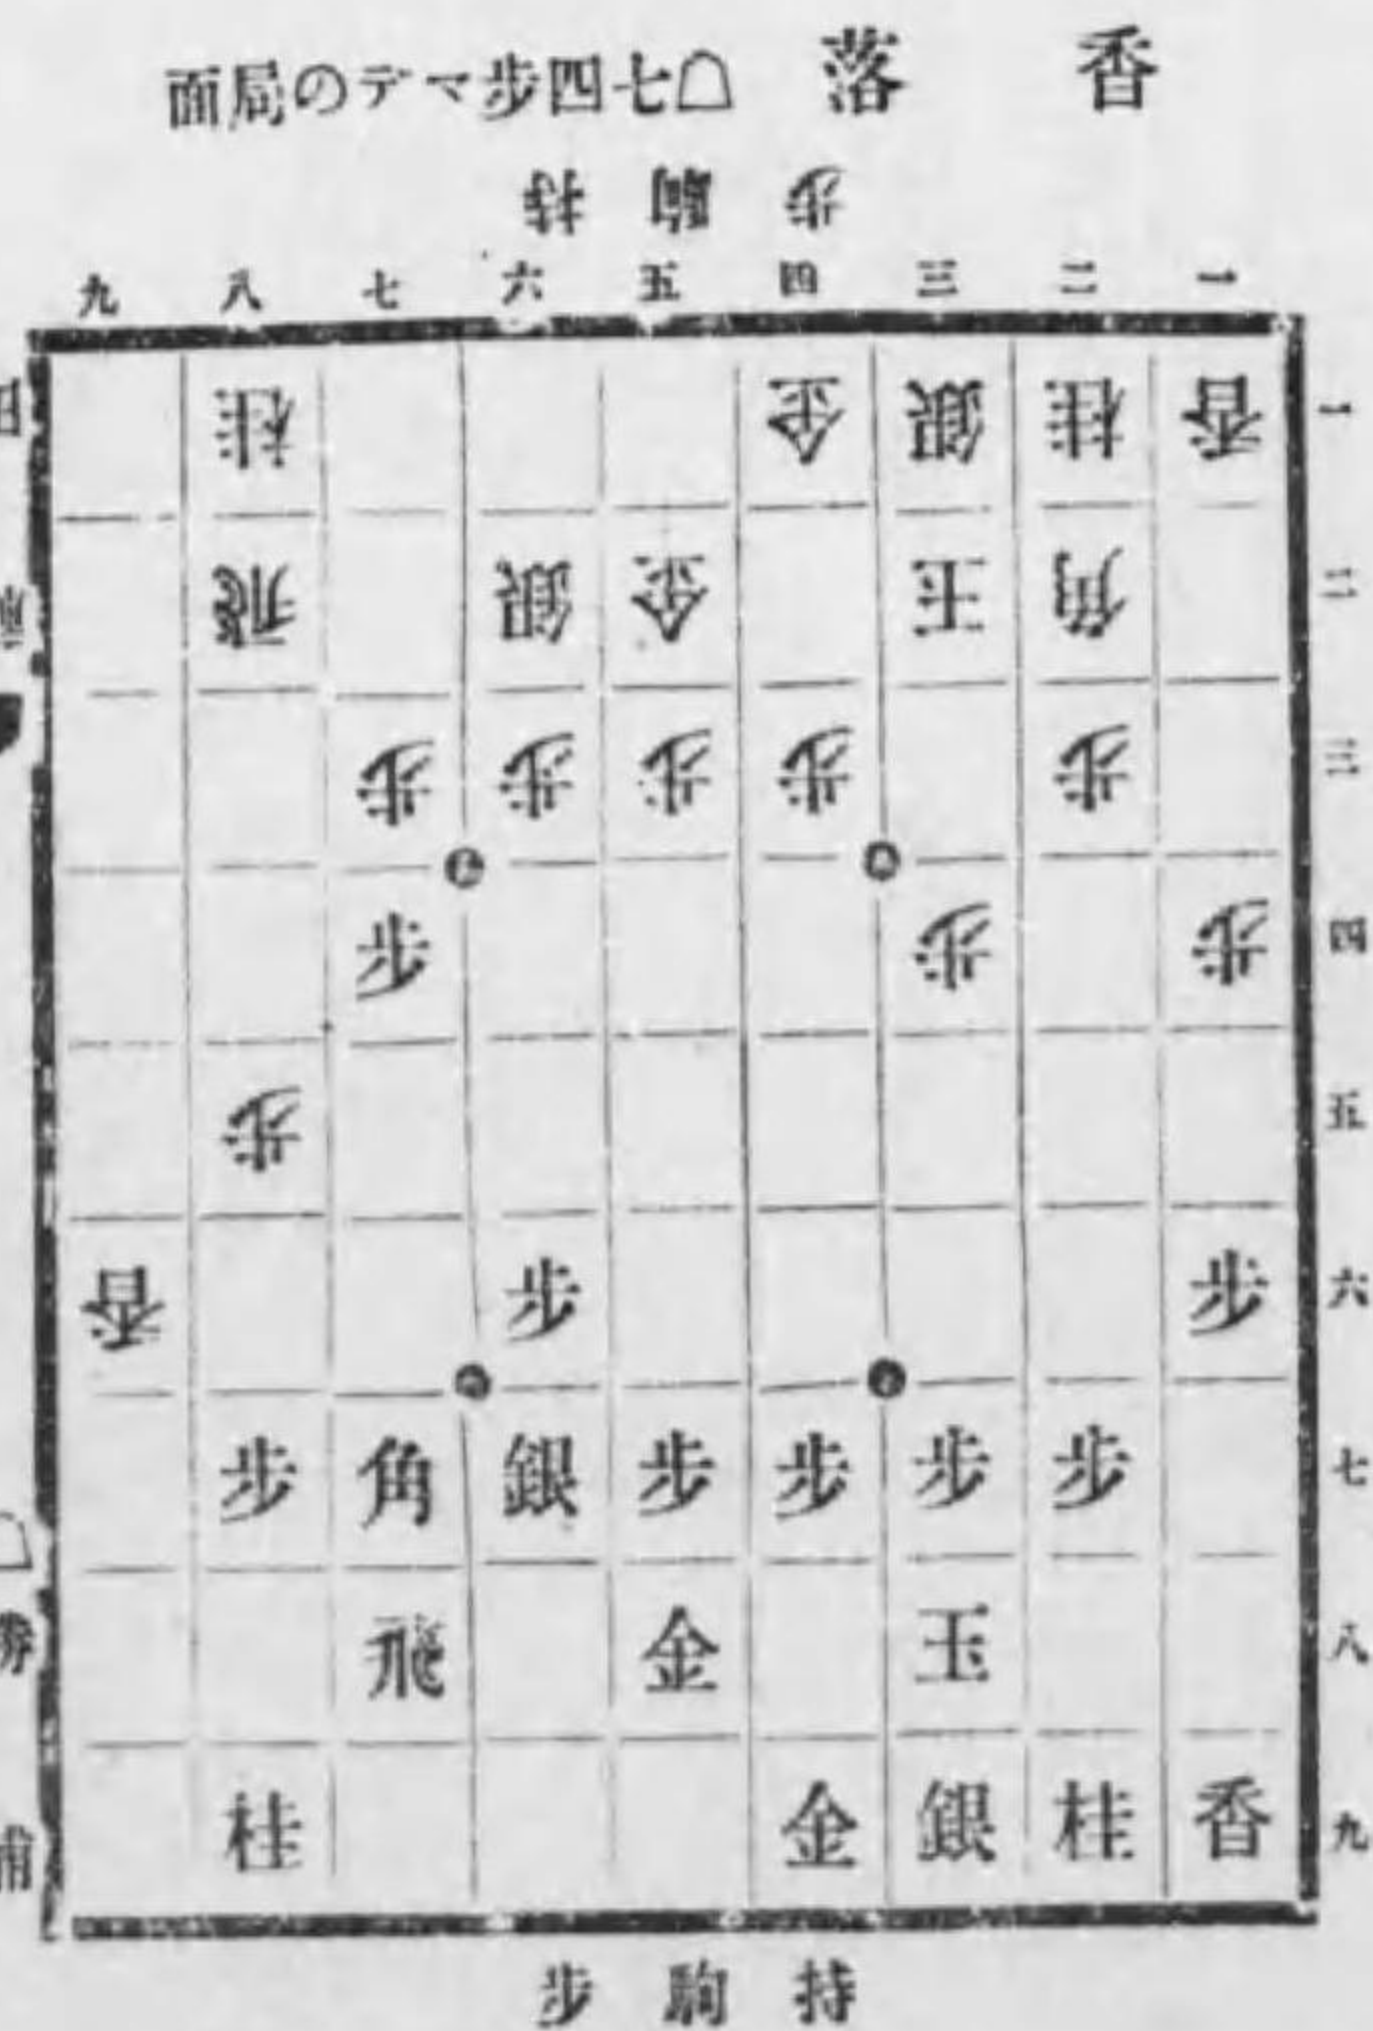 香落
☖七四歩マデの局面
持駒 歩
九 八 七 六 五 四 三 二 一
桂 金 銀 桂 香 一
飛 銀 金 玉 角 二
歩 歩 歩 歩 歩 三
歩 歩 歩 四
歩 五
香 歩 歩 六
歩 角 銀 歩 歩 歩 歩 七
飛 金 玉 八
桂 金 銀 桂 香 九
持駒歩